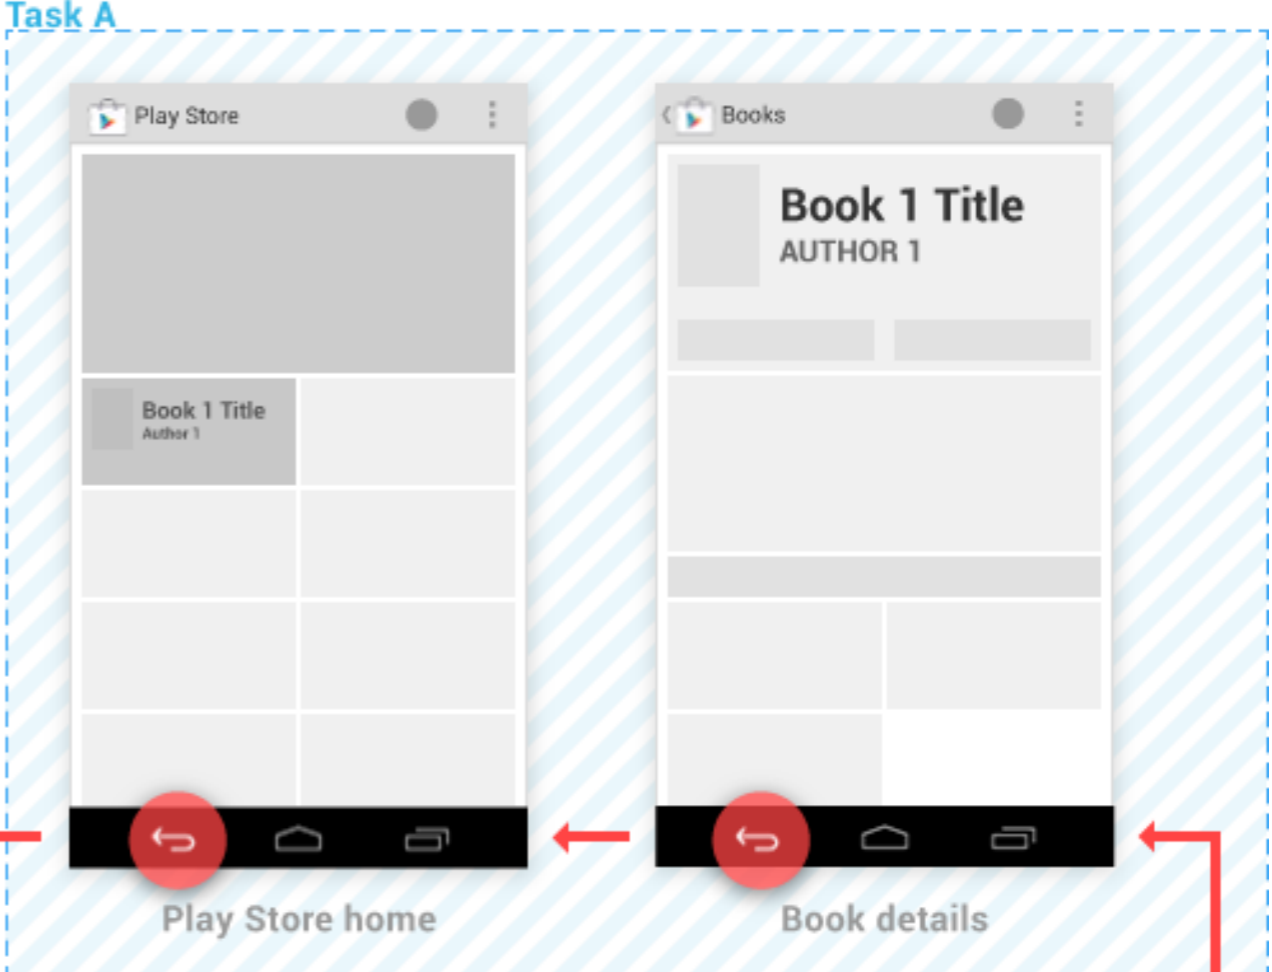 Task A
Play Store
Book 1 Title
Author 1
Play Store home
Books
Book 1 Title
AUTHOR 1
Book details